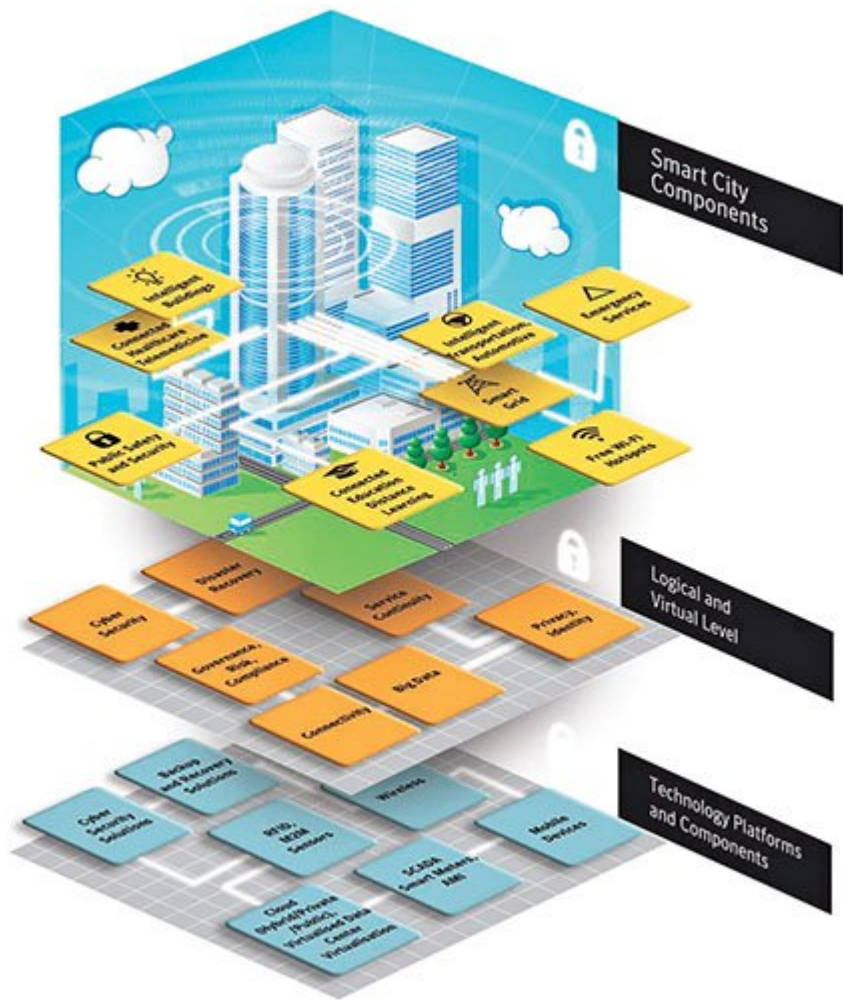 Smart City
Components
Intelligent
Buildings
Connected
Healthcare
Telemedicine
Intelligent
Transportation,
Automotive
Emergency
Services
Smart
Grid
Public Safety
and Security
Connected
Education
Distance
Learning
Free Wi-Fi
Hotspots
Logical and
Virtual Level
Disaster
Recovery
Cyber
Security
Service
Continuity
Privacy,
Identity
Governance,
Risk,
Compliance
Big Data
Connectivity
Technology Platforms
and Components
Backup
and Recovery
Solutions
Wireless
Cyber
Security
Solutions
RFID,
M2M
Sensors
Mobile
Devices
SCADA
Smart Meters,
AMI
Cloud
(Hybrid/Private
/Public),
Virtualised Data
Center
Virtualisation